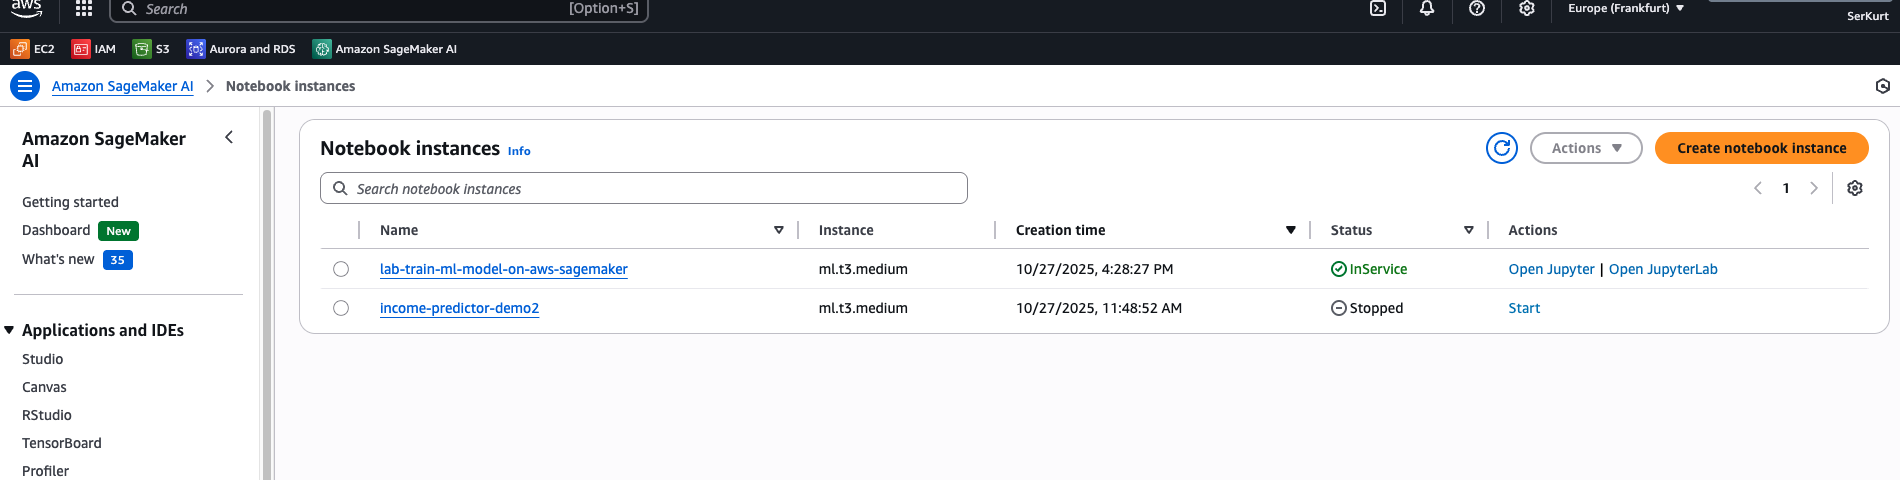 aws
Search
[Option+S]
Europe (Frankfurt)
SerKurt
EC2
IAM
S3
Aurora and RDS
Amazon SageMaker AI
Amazon SageMaker AI
Notebook instances
Amazon SageMaker
AI
Getting started
Dashboard New
What's new 35
Applications and IDEs
Studio
Canvas
RStudio
TensorBoard
Profiler
Notebook instances Info
Actions
Create notebook instance
Search notebook instances
1
Name Instance Creation time Status Actions
lab-train-ml-model-on-aws-sagemaker ml.t3.medium 10/27/2025, 4:28:27 PM InService Open Jupyter | Open JupyterLab
income-predictor-demo2 ml.t3.medium 10/27/2025, 11:48:52 AM Stopped Start